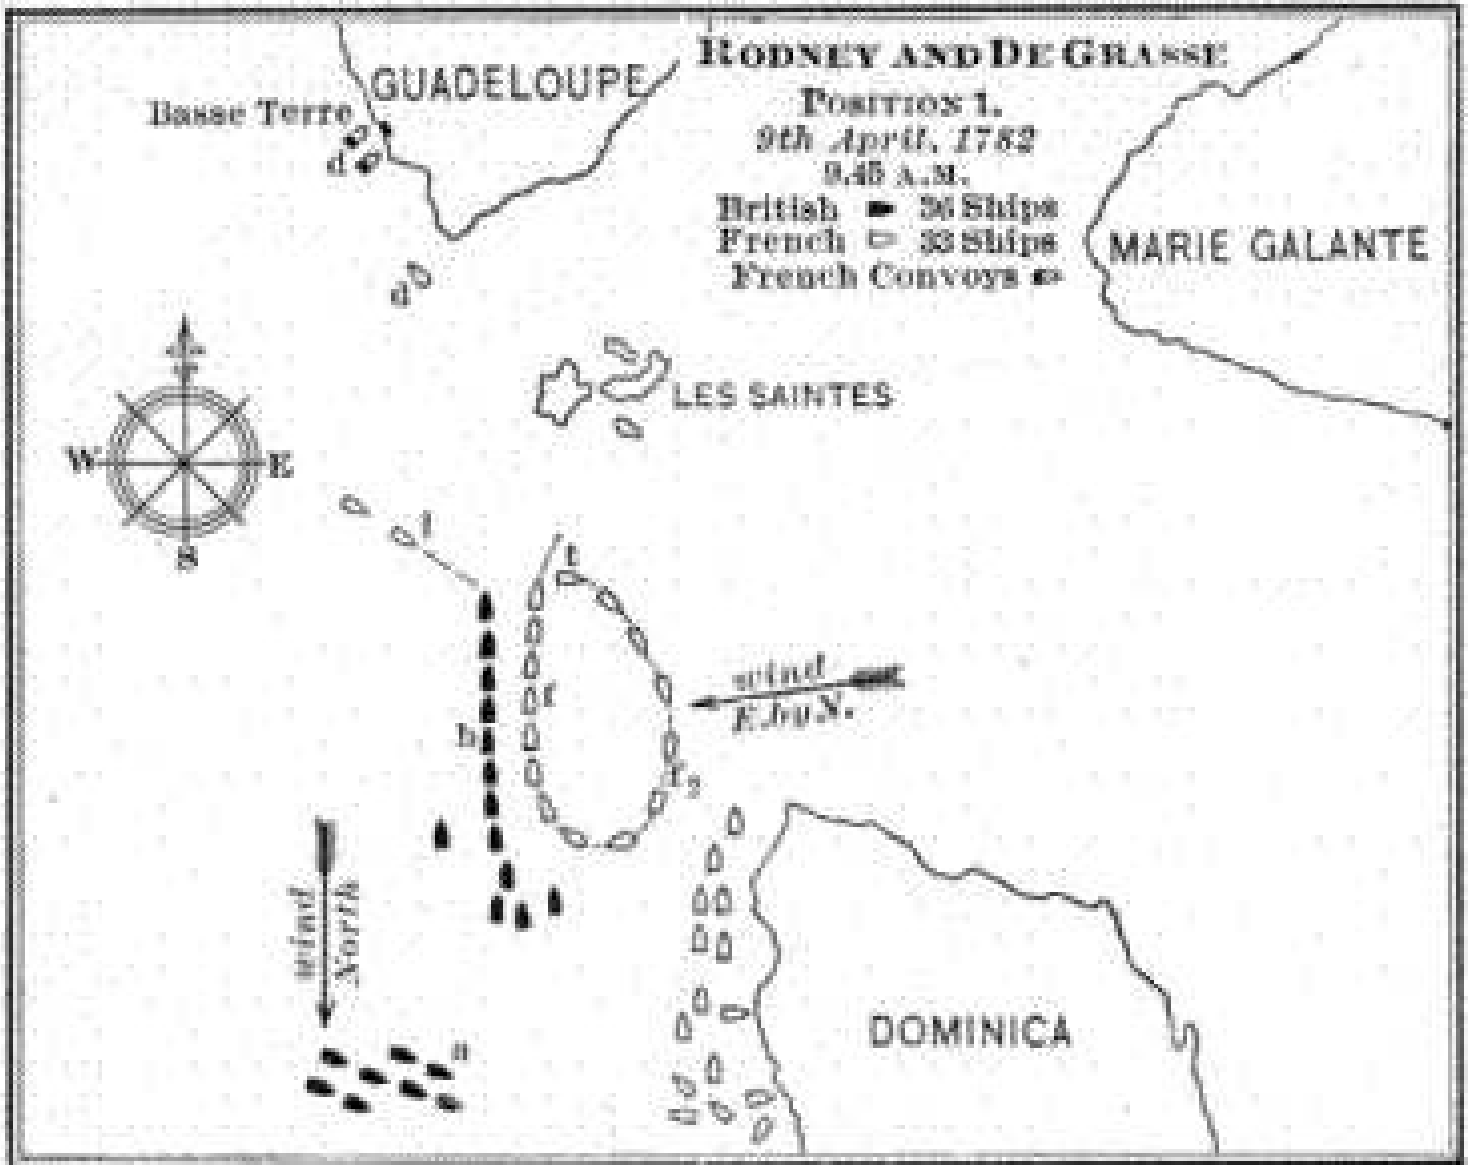 RODNEY AND DE GRASSE
POSITION 1.
9th April, 1782
9.45 A.M.
British 36 Ships
French 33 Ships
French Convoys
GUADELOUPE
Basse Terre
d
d
MARIE GALANTE
LES SAINTES
W E
S
i
t
f
h
wind
E. by N.
wind
North
a
DOMINICA